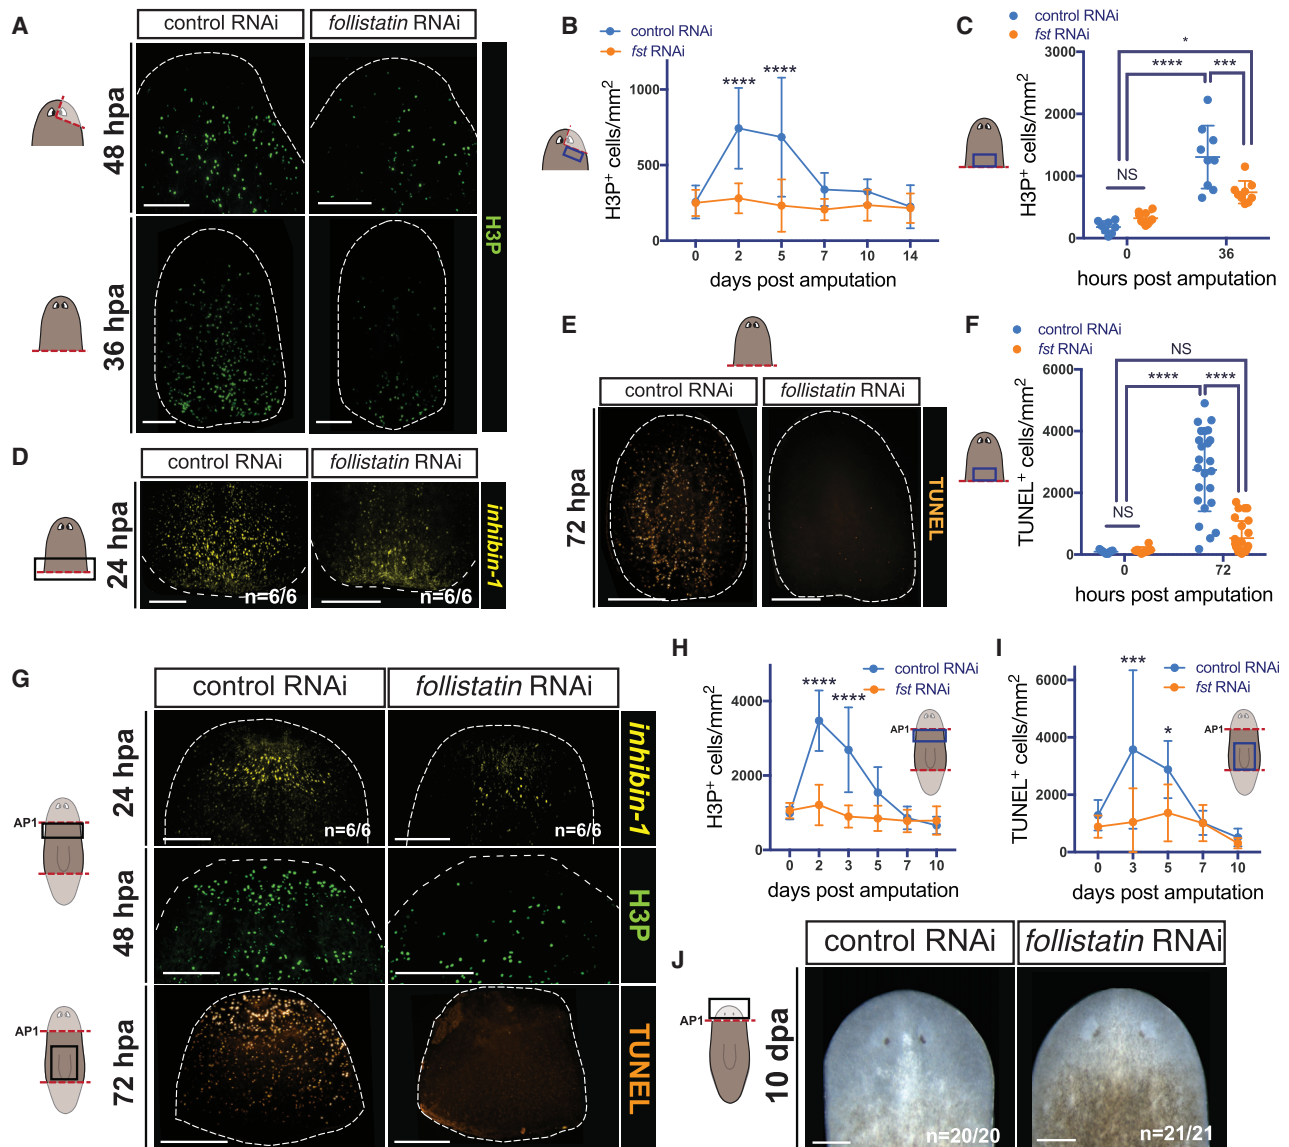 A
control RNAi
follistatin RNAi
48 hpa
36 hpa
H3P
B
control RNAi
fst RNAi
H3P+ cells/mm2
1000
500
0
****
****
0 2 5 7 10 14
days post amputation
C
control RNAi
fst RNAi
H3P+ cells/mm2
3000
2000
1000
0
*
****
***
NS
0 36
hours post amputation
D
control RNAi
follistatin RNAi
24 hpa
n=6/6
n=6/6
inhibin-1
E
control RNAi
follistatin RNAi
72 hpa
TUNEL
F
control RNAi
fst RNAi
TUNEL+ cells/mm2
6000
4000
2000
0
NS
****
****
NS
0 72
hours post amputation
G
control RNAi
follistatin RNAi
AP1
24 hpa
n=6/6
n=6/6
inhibin-1
48 hpa
H3P
AP1
72 hpa
TUNEL
H
control RNAi
fst RNAi
H3P+ cells/mm2
4000
2000
0
****
****
AP1
0 2 3 5 7 10
days post amputation
I
control RNAi
fst RNAi
TUNEL+ cells/mm2
6000
4000
2000
0
***
*
AP1
0 3 5 7 10
days post amputation
J
control RNAi
follistatin RNAi
AP1
10 dpa
n=20/20
n=21/21